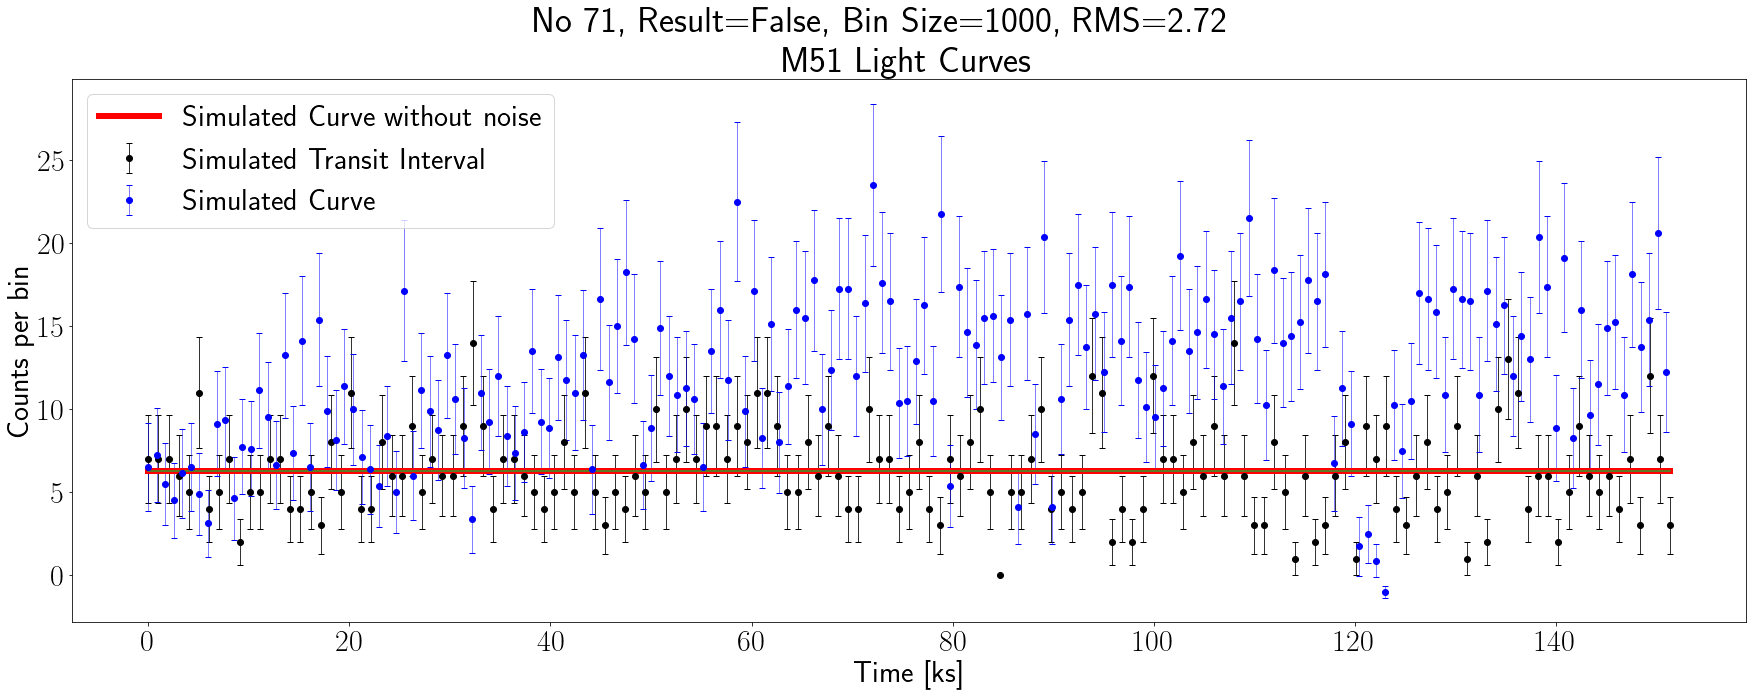 No 71, Result=False, Bin Size=1000, RMS=2.72
M51 Light Curves
Simulated Curve without noise
Simulated Transit Interval
Simulated Curve
Counts per bin
25
20
15
10
5
0
0 20 40 60 80 100 120 140
Time [ks]